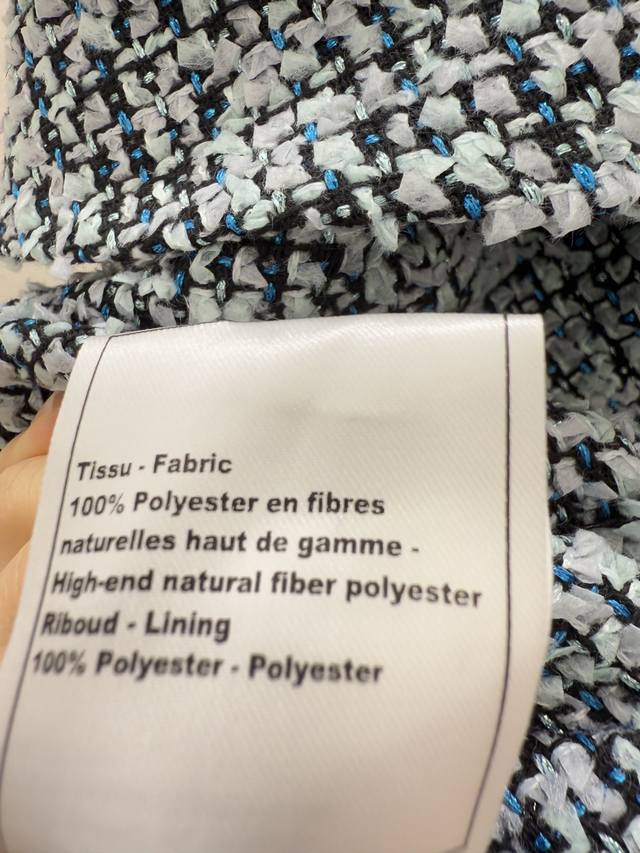 Tissu - Fabric
100% Polyester en fibres
naturelles haut de gamme -
High-end natural fiber polyester
Riboud - Lining
100% Polyester - Polyester